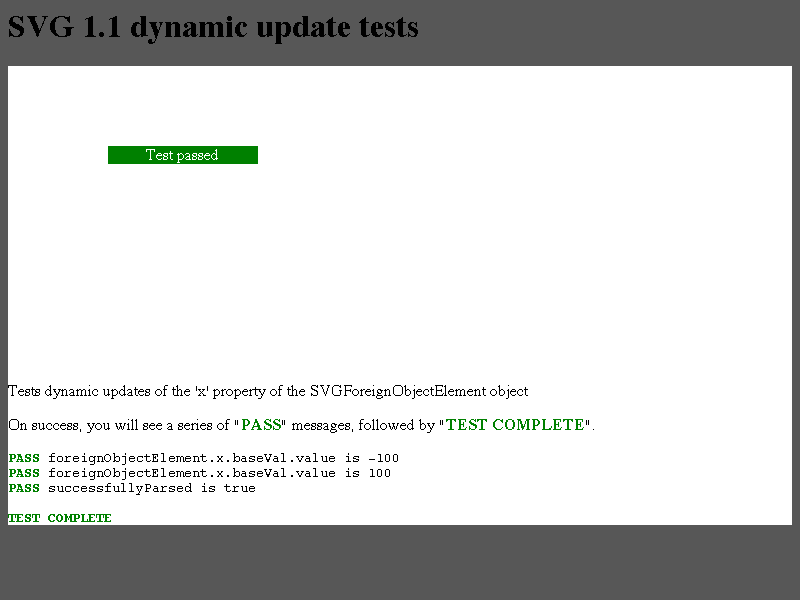 SVG 1.1 dynamic update tests
Test passed
Tests dynamic updates of the 'x' property of the SVGForeignObjectElement object
On success, you will see a series of "PASS" messages, followed by "TEST COMPLETE".
PASS foreignObjectElement.x.baseVal.value is -100
PASS foreignObjectElement.x.baseVal.value is 100
PASS successfullyParsed is true
TEST COMPLETE